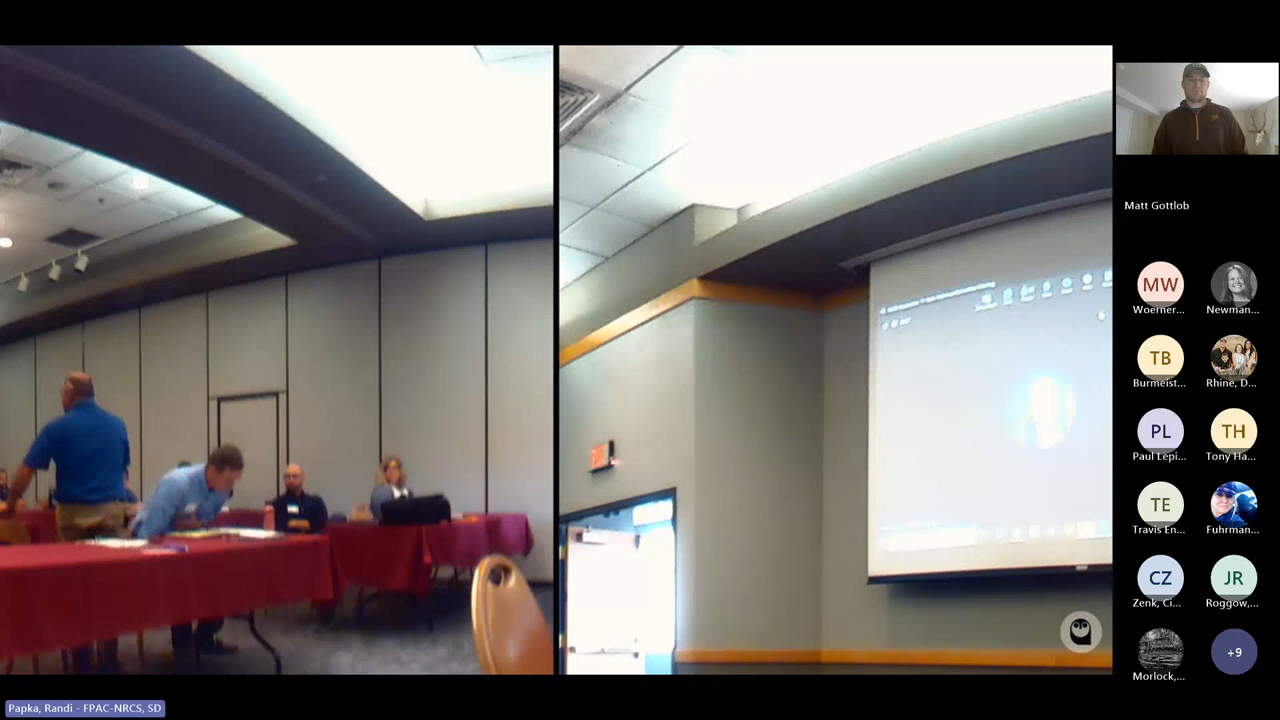 Matt Gottlob
MW
Woerner...
Newman...
TB
Burmeist...
Rhine, D...
PL
TH
Paul Lepi...
Tony Ha...
TE
Travis En...
Fuhrman...
CZ
JR
Zenk, Ci...
Roggow,...
Morlock,...
+9
Papka, Randi - FPAC-NRCS, SD